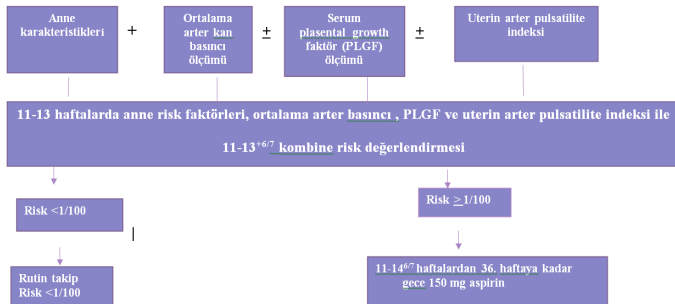 Anne
karakteristikleri
+
Ortalama
arter kan
basıncı
ölçümü
±
Serum
plasental growth
faktör (PLGF)
ölçümü
±
Uterin arter pulsatilite
indeksi
11-13 haftalarda anne risk faktörleri, ortalama arter basıncı , PLGF ve uterin arter pulsatilite indeksi ile
11-13⁺⁶/⁷ kombine risk değerlendirmesi
Risk <1/100
Risk ≥1/100
Rutin takip
Risk <1/100
11-14⁶/⁷ haftalardan 36. haftaya kadar
gece 150 mg aspirin